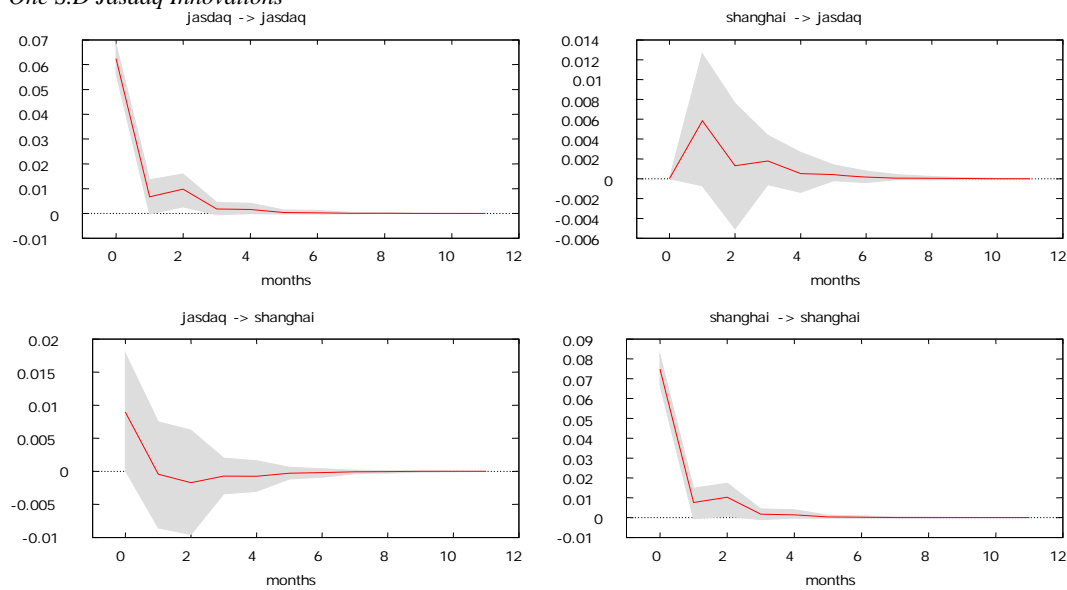 One S.D Jasdaq Innovations
jasdaq -> jasdaq
0.07
0.06
0.05
0.04
0.03
0.02
0.01
0
-0.01
0 2 4 6 8 10 12
months
shanghai -> jasdaq
0.014
0.012
0.01
0.008
0.006
0.004
0.002
0
-0.002
-0.004
-0.006
0 2 4 6 8 10 12
months
jasdaq -> shanghai
0.02
0.015
0.01
0.005
0
-0.005
-0.01
0 2 4 6 8 10 12
months
shanghai -> shanghai
0.09
0.08
0.07
0.06
0.05
0.04
0.03
0.02
0.01
0
-0.01
0 2 4 6 8 10 12
months